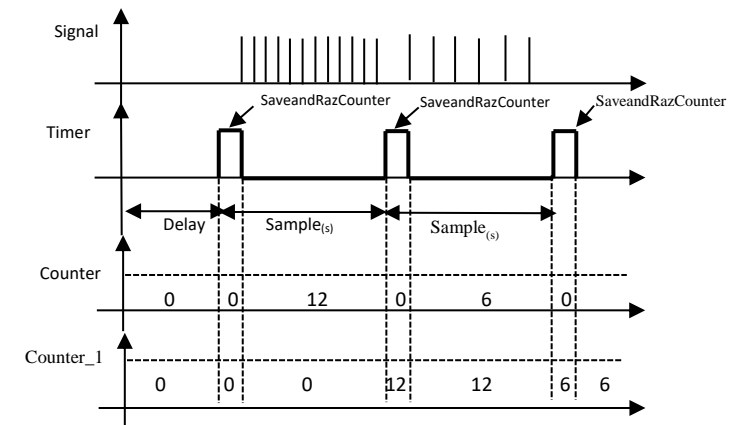 Signal
SaveandRazCounter SaveandRazCounter SaveandRazCounter
Timer
Delay Sample(s) Sample(s)
Counter
0 0 12 0 6 0
Counter_1
0 0 0 12 12 6 6